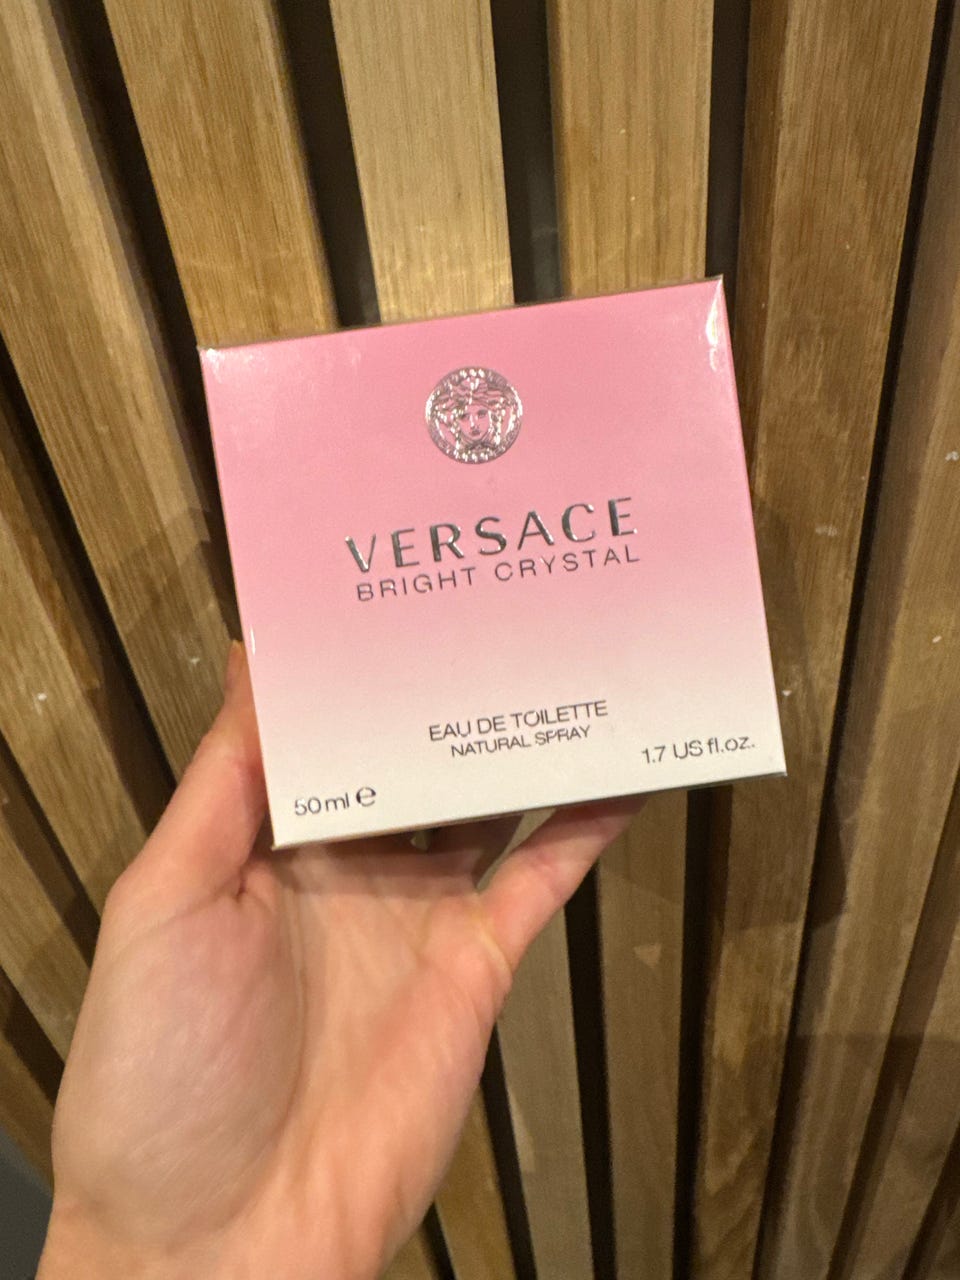 VERSACE
BRIGHT CRYSTAL
EAU DE TOILETTE
NATURAL SPRAY
50 ml e
1.7 US fl.oz.